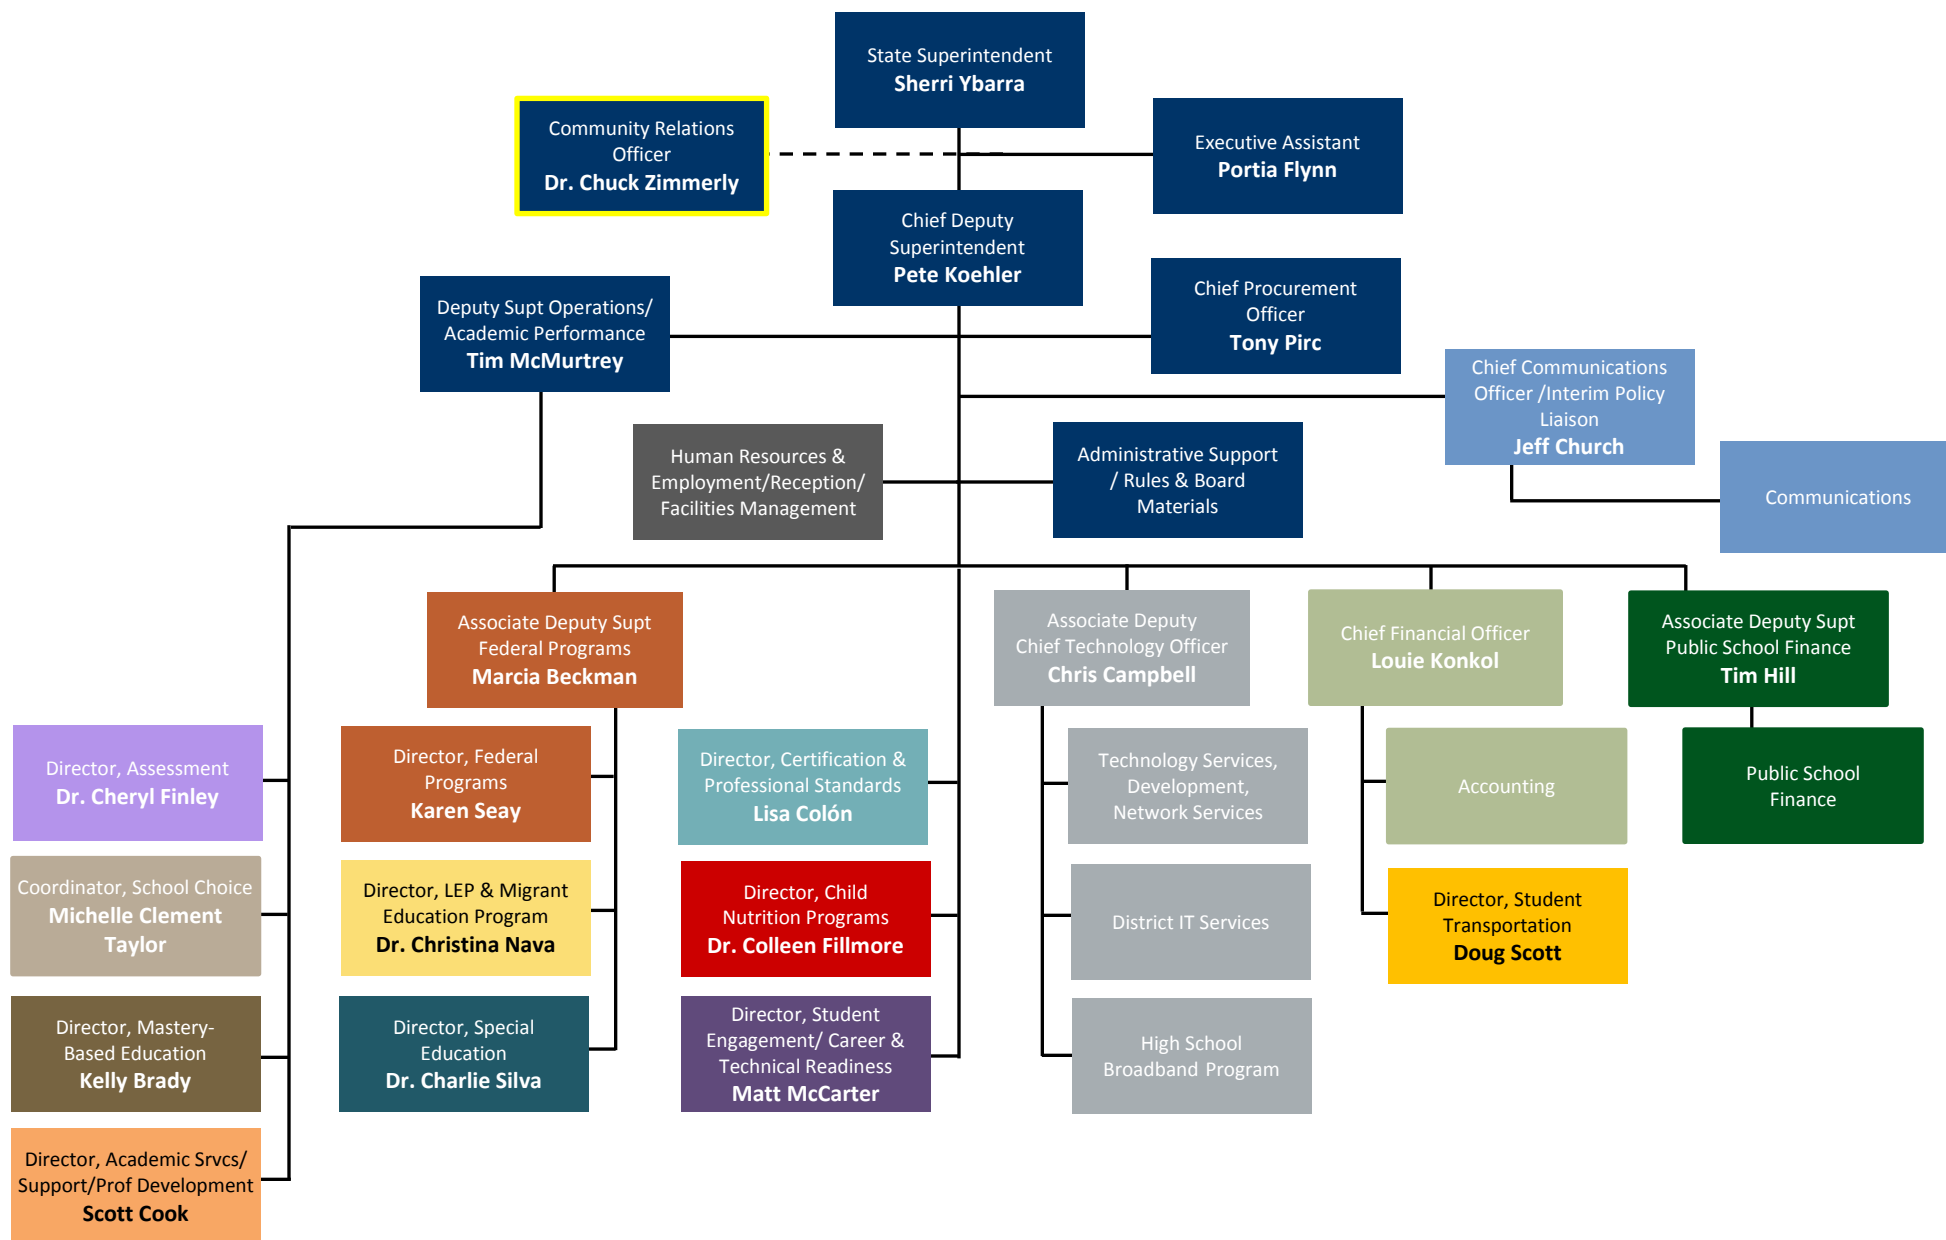 State Superintendent
Sherri Ybarra
Community Relations
Officer
Dr. Chuck Zimmerly
Executive Assistant
Portia Flynn
Chief Deputy
Superintendent
Pete Koehler
Deputy Supt Operations/
Academic Performance
Tim McMurtrey
Chief Procurement
Officer
Tony Pirc
Chief Communications
Officer /Interim Policy
Liaison
Jeff Church
Human Resources &
Employment/Reception/
Facilities Management
Administrative Support
/ Rules & Board
Materials
Communications
Associate Deputy Supt
Federal Programs
Marcia Beckman
Associate Deputy
Chief Technology Officer
Chris Campbell
Chief Financial Officer
Louie Konkol
Associate Deputy Supt
Public School Finance
Tim Hill
Director, Assessment
Dr. Cheryl Finley
Director, Federal
Programs
Karen Seay
Director, Certification &
Professional Standards
Lisa Colón
Technology Services,
Development,
Network Services
Accounting
Public School
Finance
Coordinator, School Choice
Michelle Clement
Taylor
Director, LEP & Migrant
Education Program
Dr. Christina Nava
Director, Child
Nutrition Programs
Dr. Colleen Fillmore
District IT Services
Director, Student
Transportation
Doug Scott
Director, Mastery-
Based Education
Kelly Brady
Director, Special
Education
Dr. Charlie Silva
Director, Student
Engagement/ Career &
Technical Readiness
Matt McCarter
High School
Broadband Program
Director, Academic Srvcs/
Support/Prof Development
Scott Cook